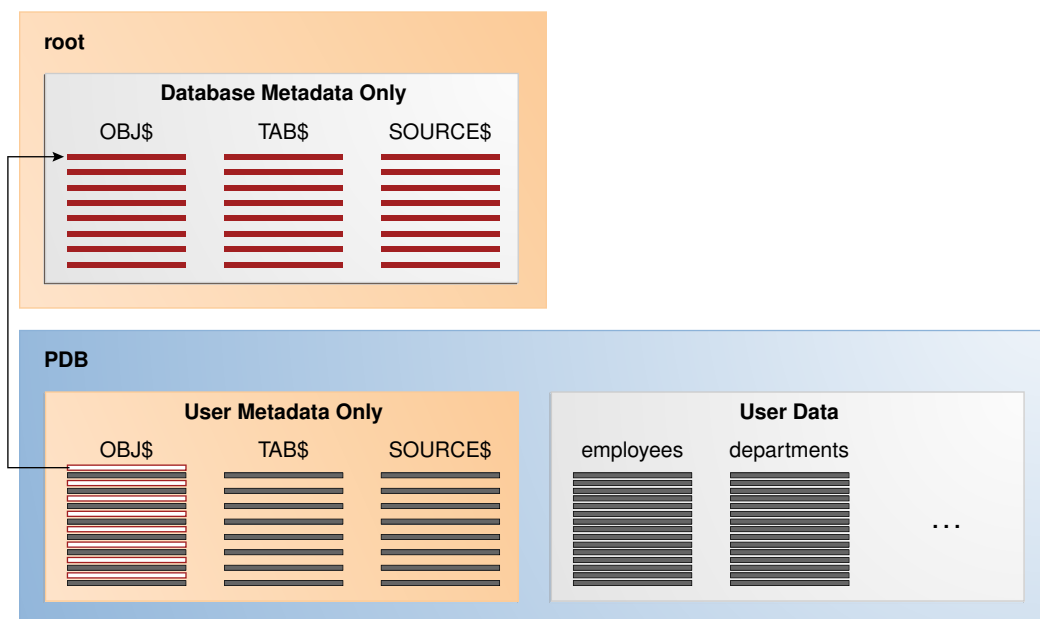 root
Database Metadata Only
OBJ$ TAB$ SOURCE$
PDB
User Metadata Only
OBJ$ TAB$ SOURCE$
User Data
employees departments
...